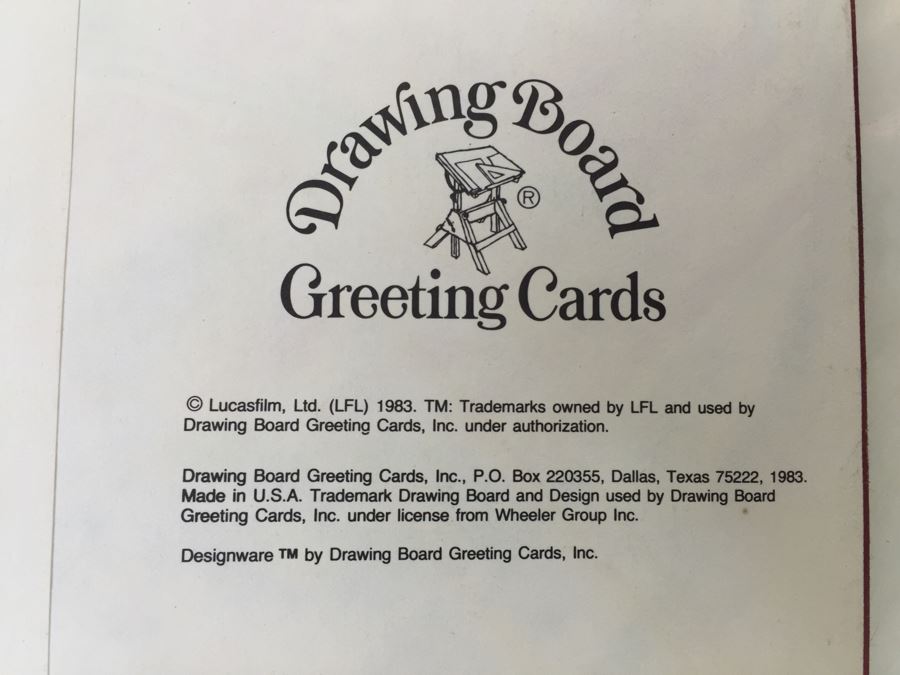 Drawing Board
®
Greeting Cards
© Lucasfilm, Ltd. (LFL) 1983. TM: Trademarks owned by LFL and used by
Drawing Board Greeting Cards, Inc. under authorization.
Drawing Board Greeting Cards, Inc., P.O. Box 220355, Dallas, Texas 75222, 1983.
Made in U.S.A. Trademark Drawing Board and Design used by Drawing Board
Greeting Cards, Inc. under license from Wheeler Group Inc.
Designware ™ by Drawing Board Greeting Cards, Inc.